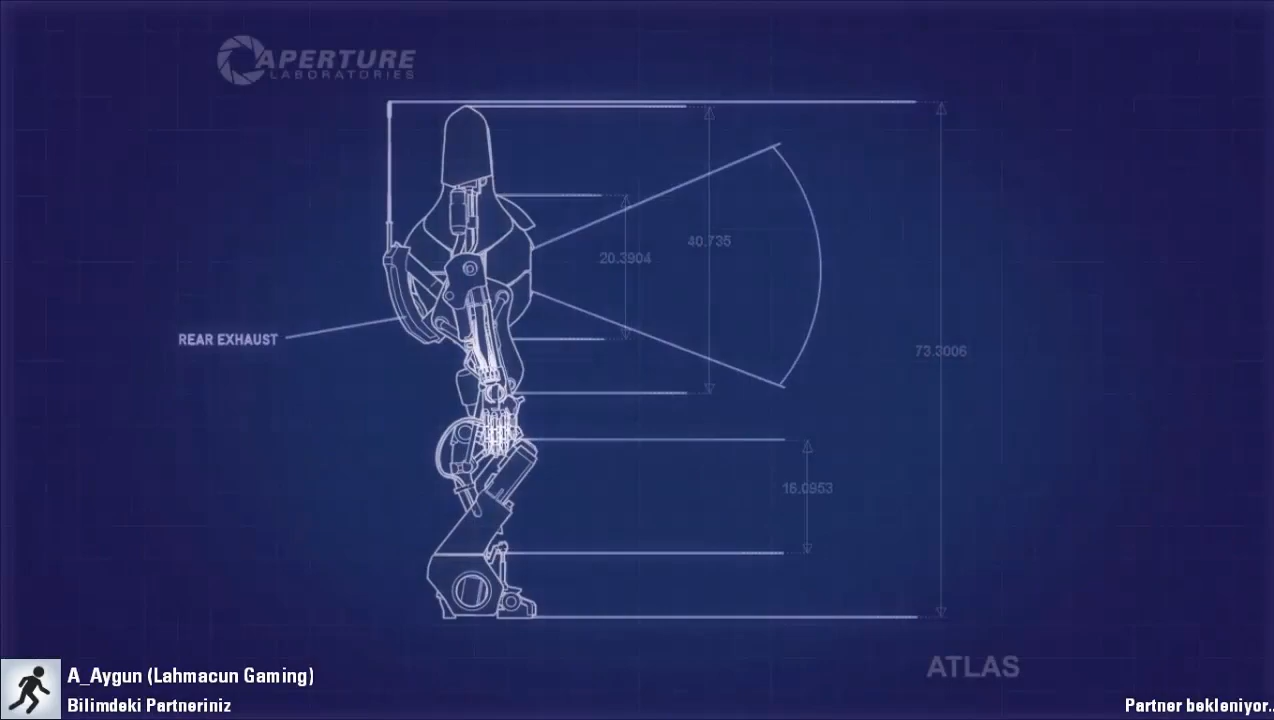 APERTURE
LABORATORIES
40.735
20.3904
REAR EXHAUST
73.3006
16.0953
ATLAS
A_Aygun (Lahmacun Gaming)
Bilimdeki Partneriniz
Partner bekleniyor..